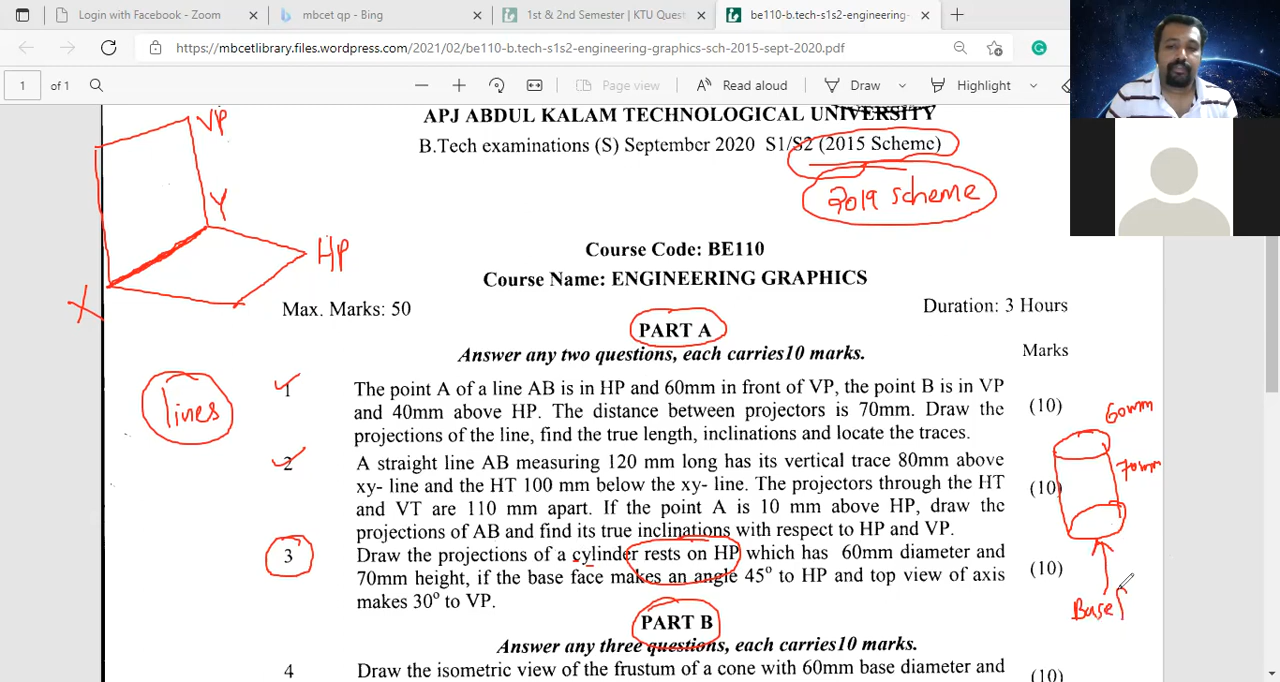 Login with Facebook - Zoom
mbcet qp - Bing
1st & 2nd Semester | KTU Quest
be110-b.tech-s1s2-engineering-
https://mbcetlibrary.files.wordpress.com/2021/02/be110-b.tech-s1s2-engineering-graphics-sch-2015-sept-2020.pdf
1 of 1
Page view
Read aloud
Draw
Highlight
APJ ABDUL KALAM TECHNOLOGICAL UNIVERSITY
B.Tech examinations (S) September 2020 S1/S2 (2015 Scheme)
2019 scheme
VP
Y
HP
X
Course Code: BE110
Course Name: ENGINEERING GRAPHICS
Max. Marks: 50
Duration: 3 Hours
PART A
Answer any two questions, each carries10 marks.
Marks
lines
1 The point A of a line AB is in HP and 60mm in front of VP, the point B is in VP
and 40mm above HP. The distance between projectors is 70mm. Draw the (10)
projections of the line, find the true length, inclinations and locate the traces.
2 A straight line AB measuring 120 mm long has its vertical trace 80mm above
xy- line and the HT 100 mm below the xy- line. The projectors through the HT (10)
and VT are 110 mm apart. If the point A is 10 mm above HP, draw the
projections of AB and find its true inclinations with respect to HP and VP.
3 Draw the projections of a cylinder rests on HP which has 60mm diameter and
70mm height, if the base face makes an angle 45° to HP and top view of axis (10)
makes 30° to VP.
60mm
70mm
Base
PART B
Answer any three questions, each carries10 marks.
4 Draw the isometric view of the frustum of a cone with 60mm base diameter and (10)